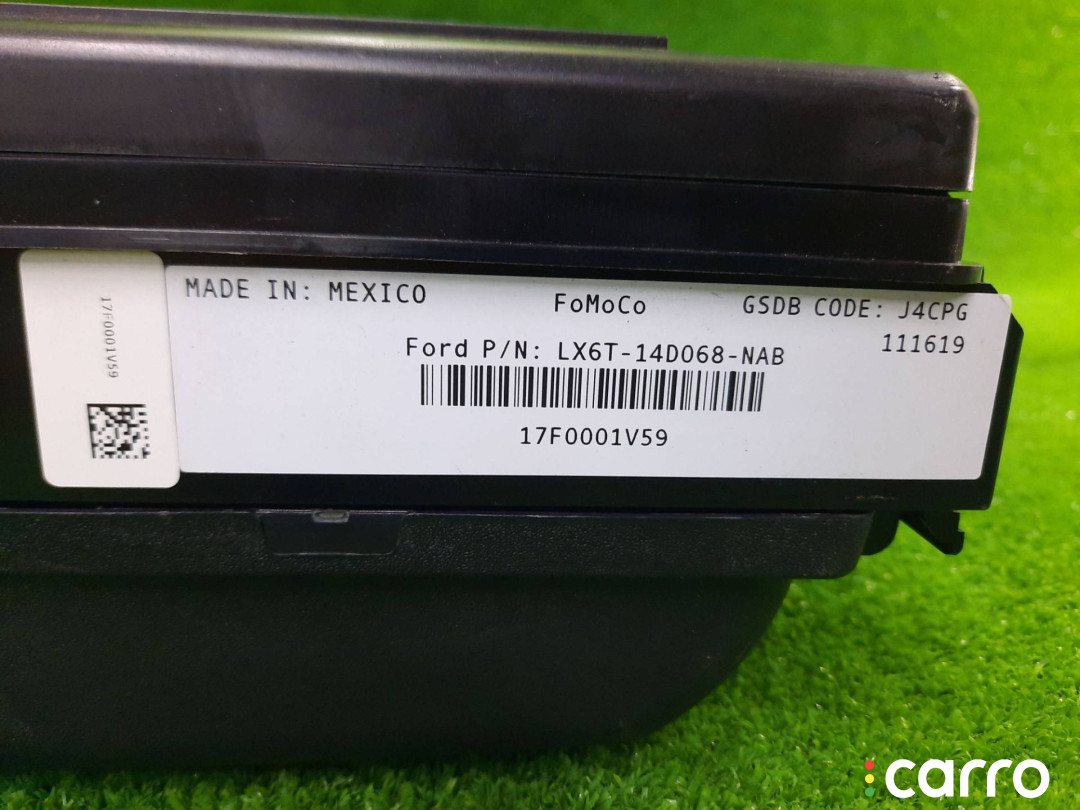 17F0001V59
MADE IN: MEXICO
FoMoCo
GSDB CODE: J4CPG
111619
Ford P/N: LX6T-14D068-NAB
17F0001V59
carro